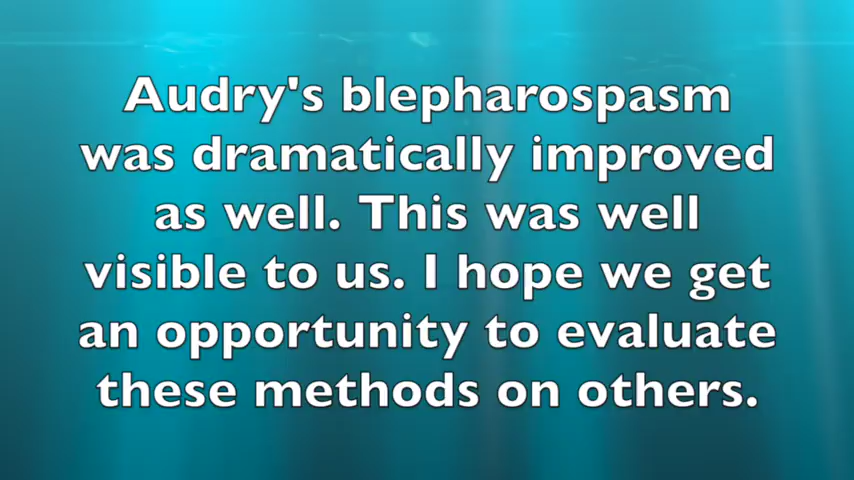 Audry's blepharospasm
was dramatically improved
as well. This was well
visible to us. I hope we get
an opportunity to evaluate
these methods on others.